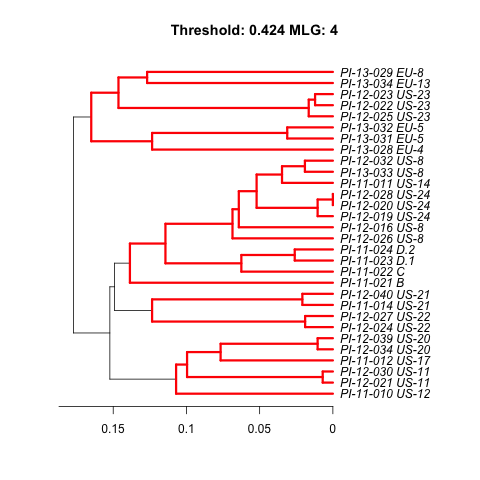 Threshold: 0.424 MLG: 4
PI-13-029 EU-8
PI-13-034 EU-13
PI-12-023 US-23
PI-12-022 US-23
PI-12-025 US-23
PI-13-032 EU-5
PI-13-031 EU-5
PI-13-028 EU-4
PI-12-032 US-8
PI-13-033 US-8
PI-11-011 US-14
PI-12-028 US-24
PI-12-020 US-24
PI-12-019 US-24
PI-12-016 US-8
PI-12-026 US-8
PI-11-024 D.2
PI-11-023 D.1
PI-11-022 C
PI-11-021 B
PI-12-040 US-21
PI-11-014 US-21
PI-12-027 US-22
PI-12-024 US-22
PI-12-039 US-20
PI-12-034 US-20
PI-11-012 US-17
PI-12-030 US-11
PI-12-021 US-11
PI-11-010 US-12
0.15 0.1 0.05 0